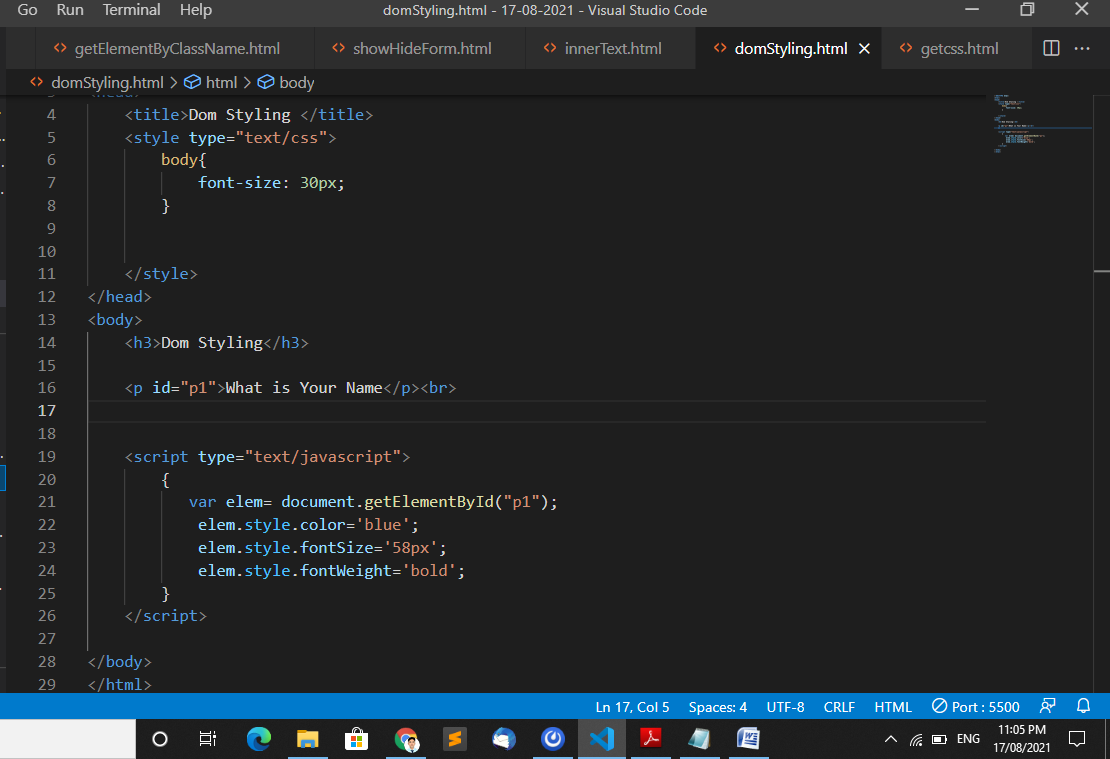 Go Run Terminal Help domStyling.html - 17-08-2021 - Visual Studio Code
getElementByClassName.html showHideForm.html innerText.html domStyling.html getcss.html
domStyling.html > html > body
3 <head>
4 <title>Dom Styling </title>
5 <style type="text/css">
6 body{
7 font-size: 30px;
8 }
9
10
11 </style>
12 </head>
13 <body>
14 <h3>Dom Styling</h3>
15
16 <p id="p1">What is Your Name</p><br>
17
18
19 <script type="text/javascript">
20 {
21 var elem= document.getElementById("p1");
22 elem.style.color='blue';
23 elem.style.fontSize='58px';
24 elem.style.fontWeight='bold';
25 }
26 </script>
27
28 </body>
29 </html>
Ln 17, Col 5 Spaces: 4 UTF-8 CRLF HTML Port : 5500
ENG 11:05 PM
17/08/2021